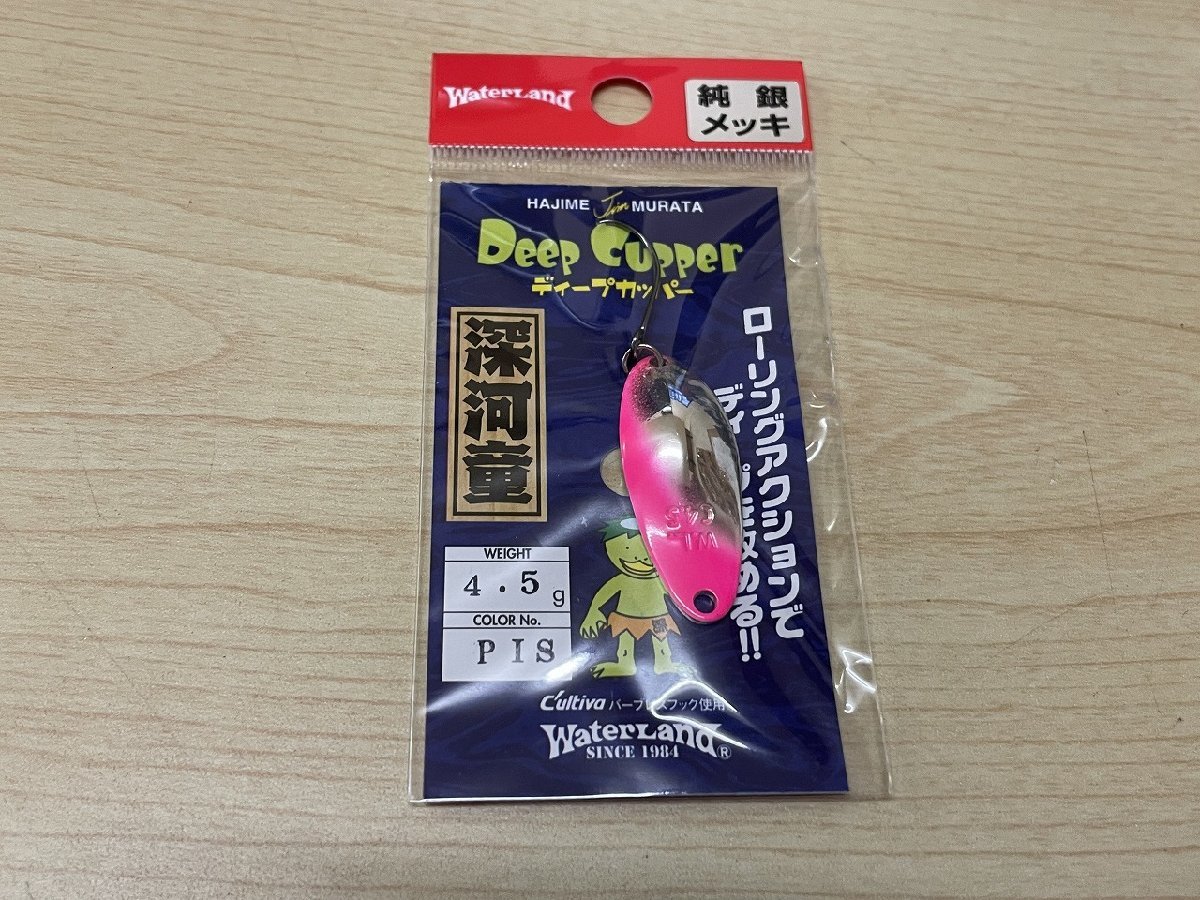 WaterLand
純銀
メッキ
HAJIME Jim MURATA
Deep Cupper
ディープカッパー
深河童
ローリングアクションで
WEIGHT
4.5g
COLOR No.
PIS
C'ultiva バーブレスフック使用
WaterLand®
SINCE 1984